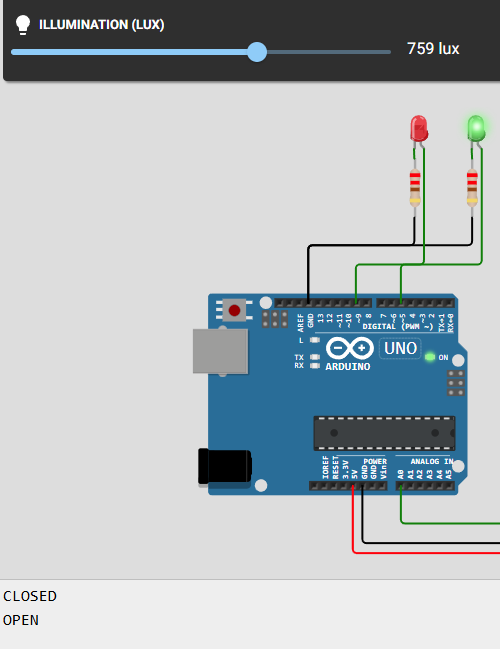 ILLUMINATION (LUX)
759 lux
AREF
GND
13
12
~11
~10
~9
8
7
~6
~5
4
~3
2
TX→1
RX←0
DIGITAL (PWM ~)
L
TX
RX
UNO
ARDUINO
ON
IOREF
RESET
3.3V
5V
GND
GND
Vin
POWER
ANALOG IN
A0
A1
A2
A3
A4
A5
CLOSED
OPEN